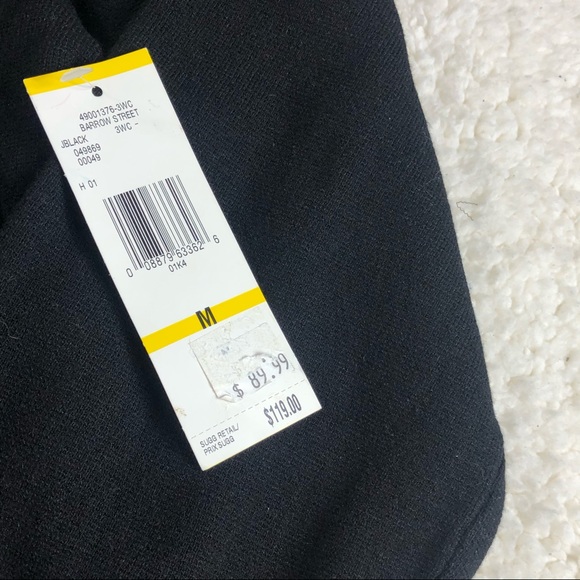 49001376-3WC
BARROW STREET
JBLACK 3WC -
049869
00049
H 01
0 08879 63362 6
01K4
M
$ 89.99
$119.00
SUGG RETAIL/
PRIX SUGG